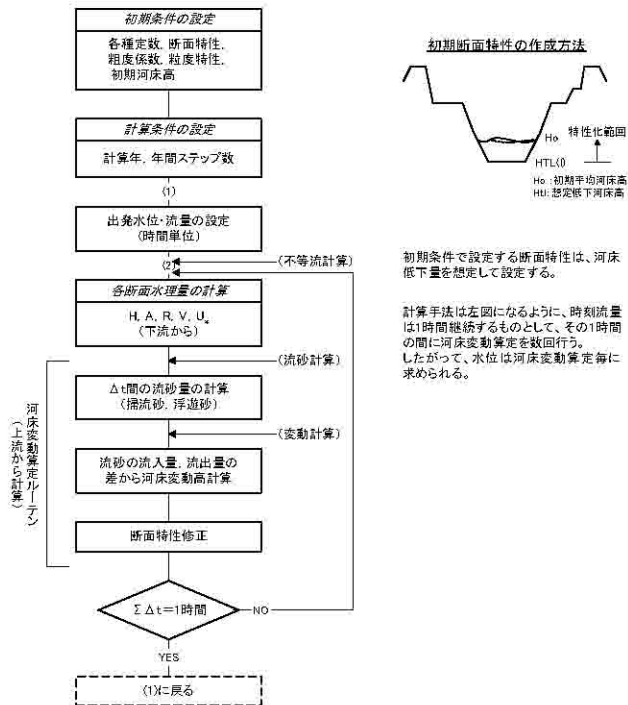 初期条件の設定
各種定数, 断面特性,
粗度係数, 粒度特性,
初期河床高
計算条件の設定
計算年、年間ステップ数
(1)
出発水位・流量の設定
(時間単位)
(2)
(不等流計算)
各断面水理量の計算
H, A, R, V, U*
(下流から)
(流砂計算)
Δt間の流砂量の計算
(掃流砂, 浮遊砂)
(変動計算)
流砂の流入量, 流出量の
差から河床変動高計算
断面特性修正
河床変動算定ルーテン
(上流から計算)
ΣΔt=1時間
NO
YES
(1)に戻る
初期断面特性の作成方法
Ho
特性化範囲
HTL(I)
Ho :初期平均河床高
Htl: 想定低下河床高
初期条件で設定する断面特性は、河床
低下量を想定して設定する。
計算手法は左図になるように、時刻流量
は1時間継続するものとして、その1時間
の間に河床変動算定を数回行う。
したがって、水位は河床変動算定毎に
求められる。